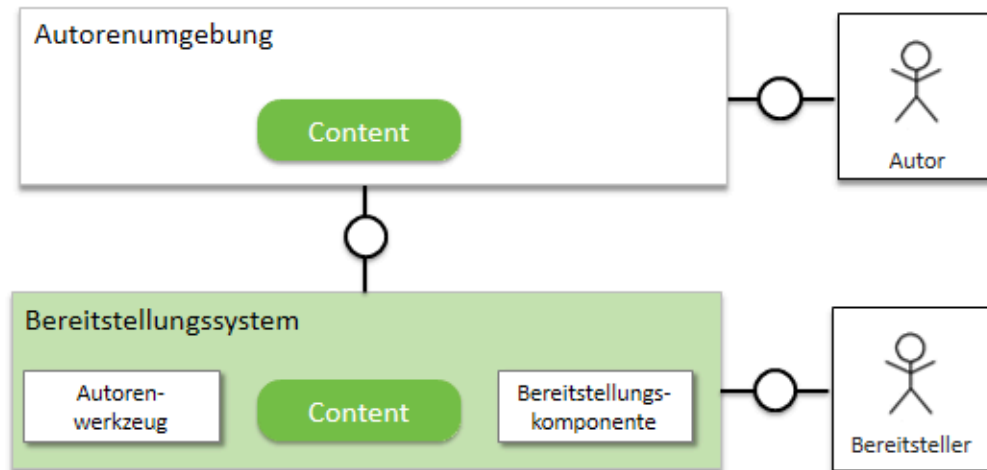 Autorenumgebung
Content
Autor
Bereitstellungssystem
Autoren-
werkzeug
Content
Bereitstellungs-
komponente
Bereitsteller